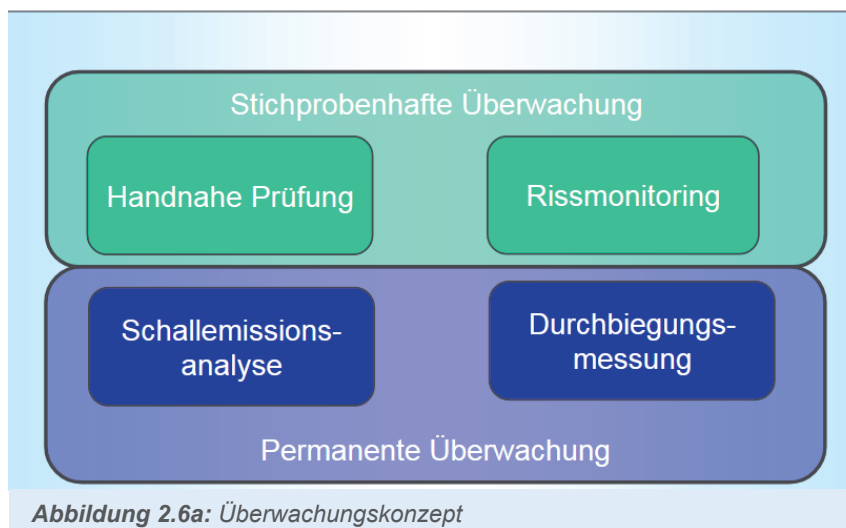 Stichprobenhafte Überwachung
Handnahe Prüfung
Rissmonitoring
Schallemissions-
analyse
Durchbiegungs-
messung
Permanente Überwachung
Abbildung 2.6a: Überwachungskonzept